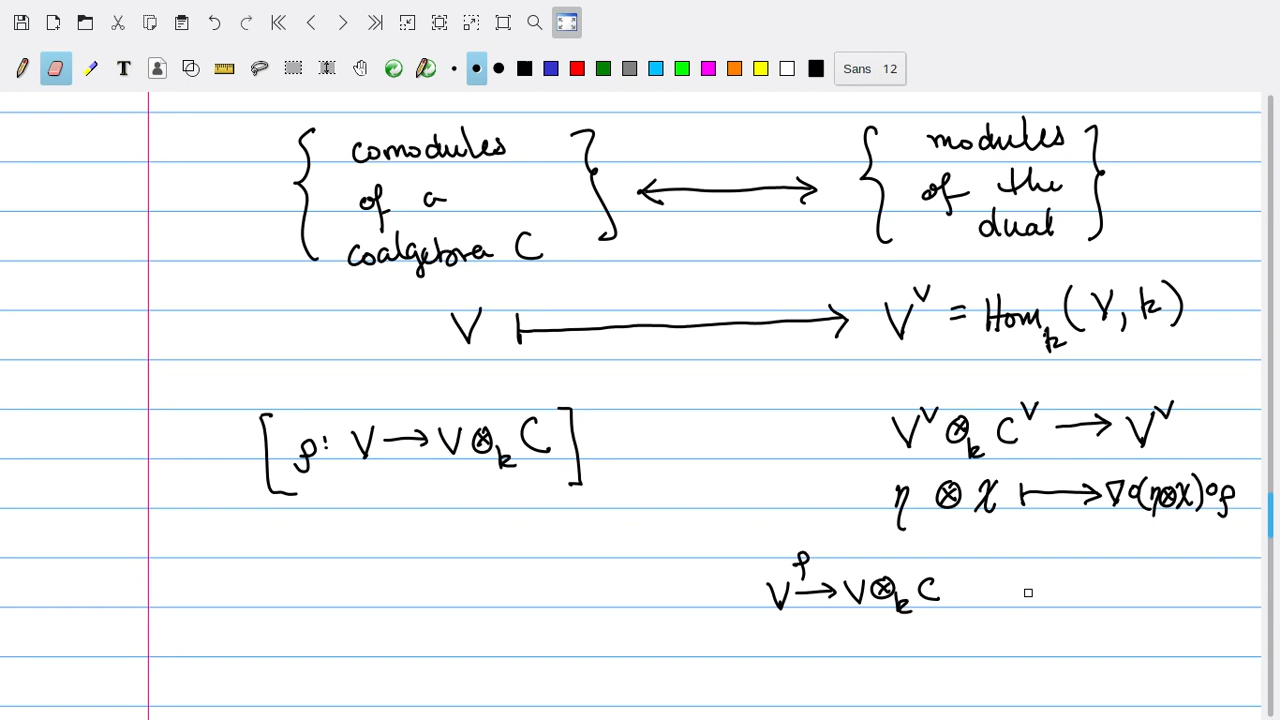 Sans 12
{ comodules of a coalgebra C } ⟷ { modules of the dual }
V ⟼ V^∨ = Hom_k (V, k)
[ ρ: V → V ⊗_k C ]
V^∨ ⊗_k C^∨ → V^∨
η ⊗ χ ⟼ ∇∘(η⊗χ)∘ρ
V →^ρ V ⊗_k C